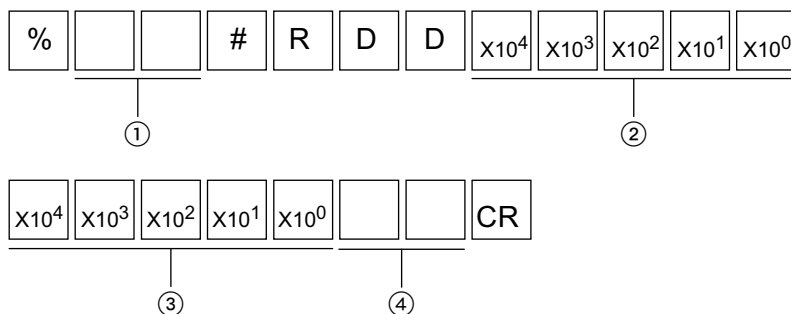 % # R D D X10⁴ X10³ X10² X10¹ X10⁰
① ②
X10⁴ X10³ X10² X10¹ X10⁰ CR
③ ④